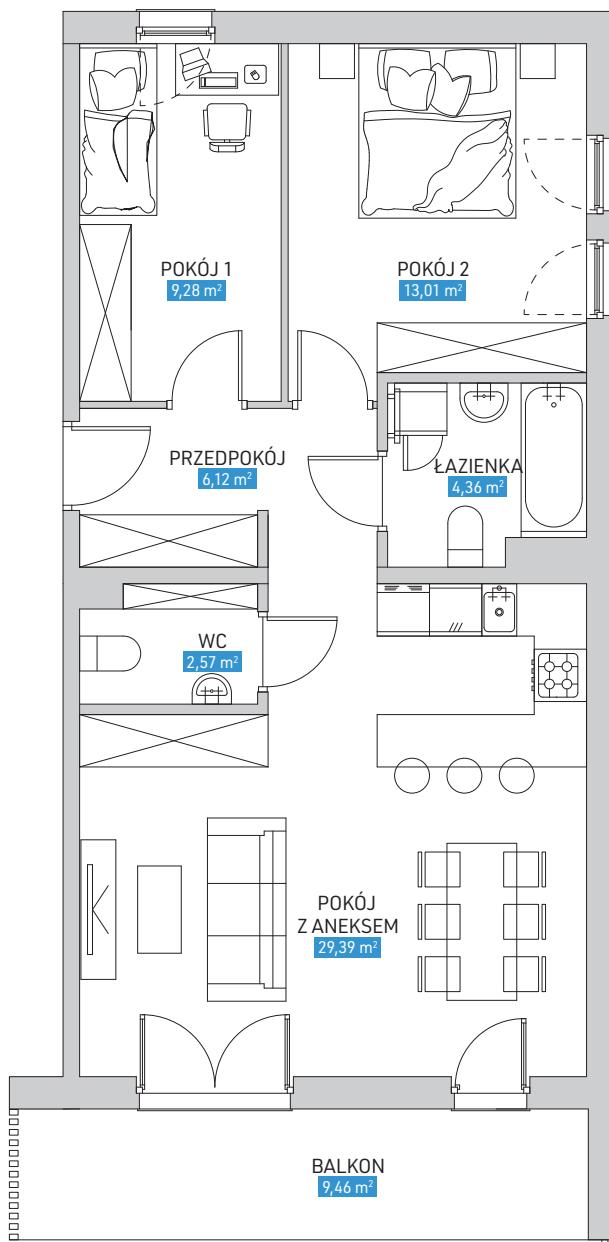 POKÓJ 1
9,28 m²
POKÓJ 2
13,01 m²
PRZEDPOKÓJ
6,12 m²
ŁAZIENKA
4,36 m²
WC
2,57 m²
POKÓJ
Z ANEKSEM
29,39 m²
BALKON
9,46 m²